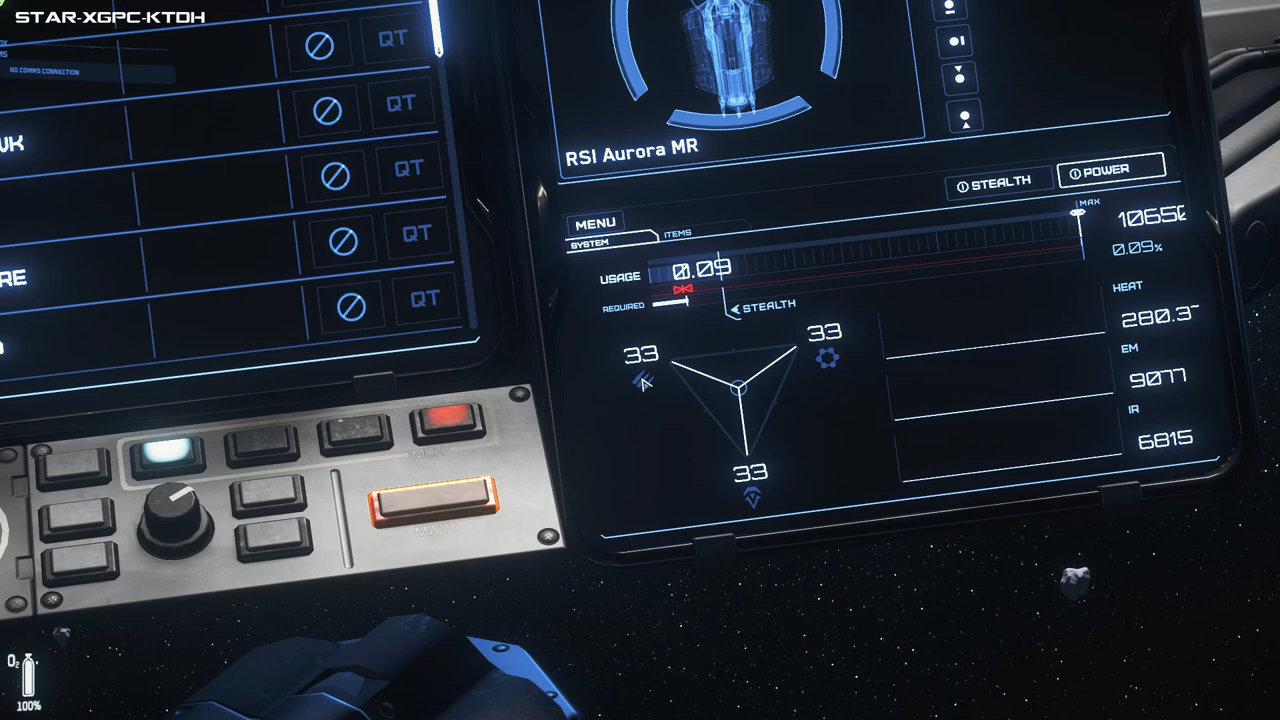 STAR-XGPC-KTDH
NO COMMS CONNECTION
QT
QT
QT
QT
QT
RE
RSI Aurora MR
STEALTH
POWER
MENU
SYSTEM
ITEMS
MAX
USAGE
0.09
0.09%
REQUIRED
STEALTH
HEAT
280.3
33
33
33
EM
9077
IR
6815
O2
100%